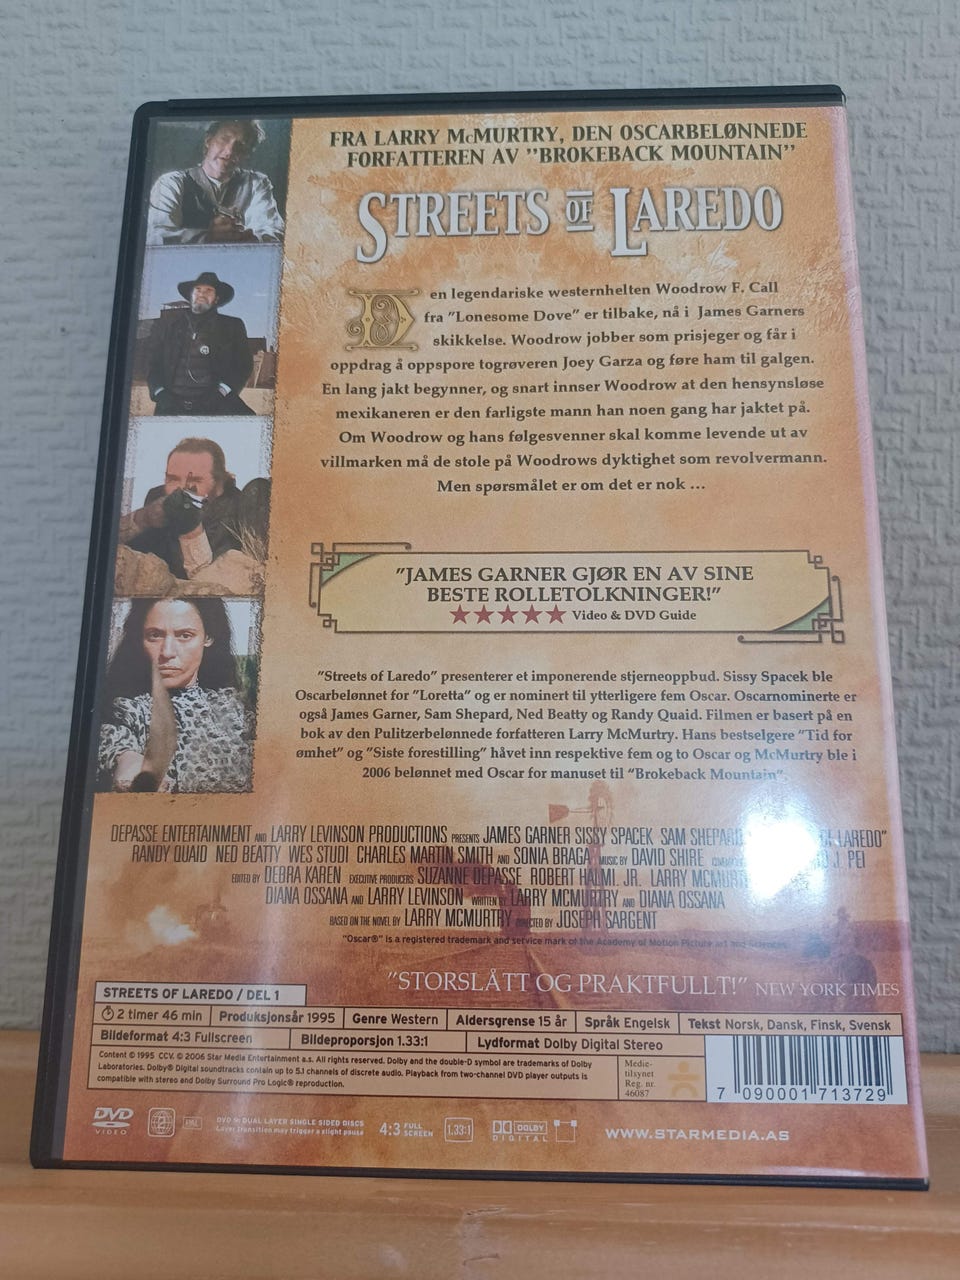 FRA LARRY McMURTRY, DEN OSCARBELØNNEDE
FORFATTEREN AV "BROKEBACK MOUNTAIN"
STREETS OF LAREDO
Den legendariske westernhelten Woodrow F. Call
fra "Lonesome Dove" er tilbake, nå i James Garners
skikkelse. Woodrow jobber som prisjeger og får i
oppdrag å oppspore togrøveren Joey Garza og føre ham til galgen.
En lang jakt begynner, og snart innser Woodrow at den hensynsløse
mexikaneren er den farligste mann han noen gang har jaktet på.
Om Woodrow og hans følgesvenner skal komme levende ut av
villmarken må de stole på Woodrows dyktighet som revolvermann.
Men spørsmålet er om det er nok ...
"JAMES GARNER GJØR EN AV SINE
BESTE ROLLETOLKNINGER!"
★★★★★ Video & DVD Guide
"Streets of Laredo" presenterer et imponerende stjerneoppbud. Sissy Spacek ble
Oscarbelønnet for "Loretta" og er nominert til ytterligere fem Oscar. Oscarnominerte er
også James Garner, Sam Shepard, Ned Beatty og Randy Quaid. Filmen er basert på en
bok av den Pulitzerbelønnede forfatteren Larry McMurtry. Hans bestselgere "Tid for
ømhet" og "Siste forestilling" håvet inn respektive fem og to Oscar og McMurtry ble i
2006 belønnet med Oscar for manuset til "Brokeback Mountain".
DEPASSE ENTERTAINMENT AND LARRY LEVINSON PRODUCTIONS PRESENTS JAMES GARNER SISSY SPACEK SAM SHEPARD OF LAREDO"
RANDY QUAID NED BEATTY WES STUDI CHARLES MARTIN SMITH AND SONIA BRAGA MUSIC BY DAVID SHIRE J. PEI
EDITED BY DEBRA KAREN EXECUTIVE PRODUCERS SUZANNE DEPASSE ROBERT HALMI, JR. LARRY McMURTRY
DIANA OSSANA AND LARRY LEVINSON WRITTEN BY LARRY MCMURTRY AND DIANA OSSANA
BASED ON THE NOVEL BY LARRY MCMURTRY DIRECTED BY JOSEPH SARGENT
"Oscar®" is a registered trademark and service mark of the Academy of Motion Picture art and Sciences
"STORSLÅTT OG PRAKTFULLT!" NEW YORK TIMES
STREETS OF LAREDO / DEL 1
2 timer 46 min Produksjonsår 1995 Genre Western Aldersgrense 15 år Språk Engelsk Tekst Norsk, Dansk, Finsk, Svensk
Bildeformat 4:3 Fullscreen Bildeproporsjon 1.33:1 Lydformat Dolby Digital Stereo
Content © 1995 CCV. © 2006 Star Media Entertainment a.s. All rights reserved. Dolby and the double-D symbol are trademarks of Dolby
Laboratories. Dolby® Digital soundtracks contain up to 5.1 channels of discrete audio. Playback from two-channel DVD player outputs is
compatible with stereo and Dolby Surround Pro Logic® reproduction.
Medie-
tilsynet
Reg. nr.
46087
7 090001 713729
DVD VIDEO
DVD 9: DUAL LAYER SINGLE SIDED DISCS
Layer transition may trigger a slight pause
4:3 FULL SCREEN
1.33:1
DOLBY DIGITAL
WWW.STARMEDIA.AS